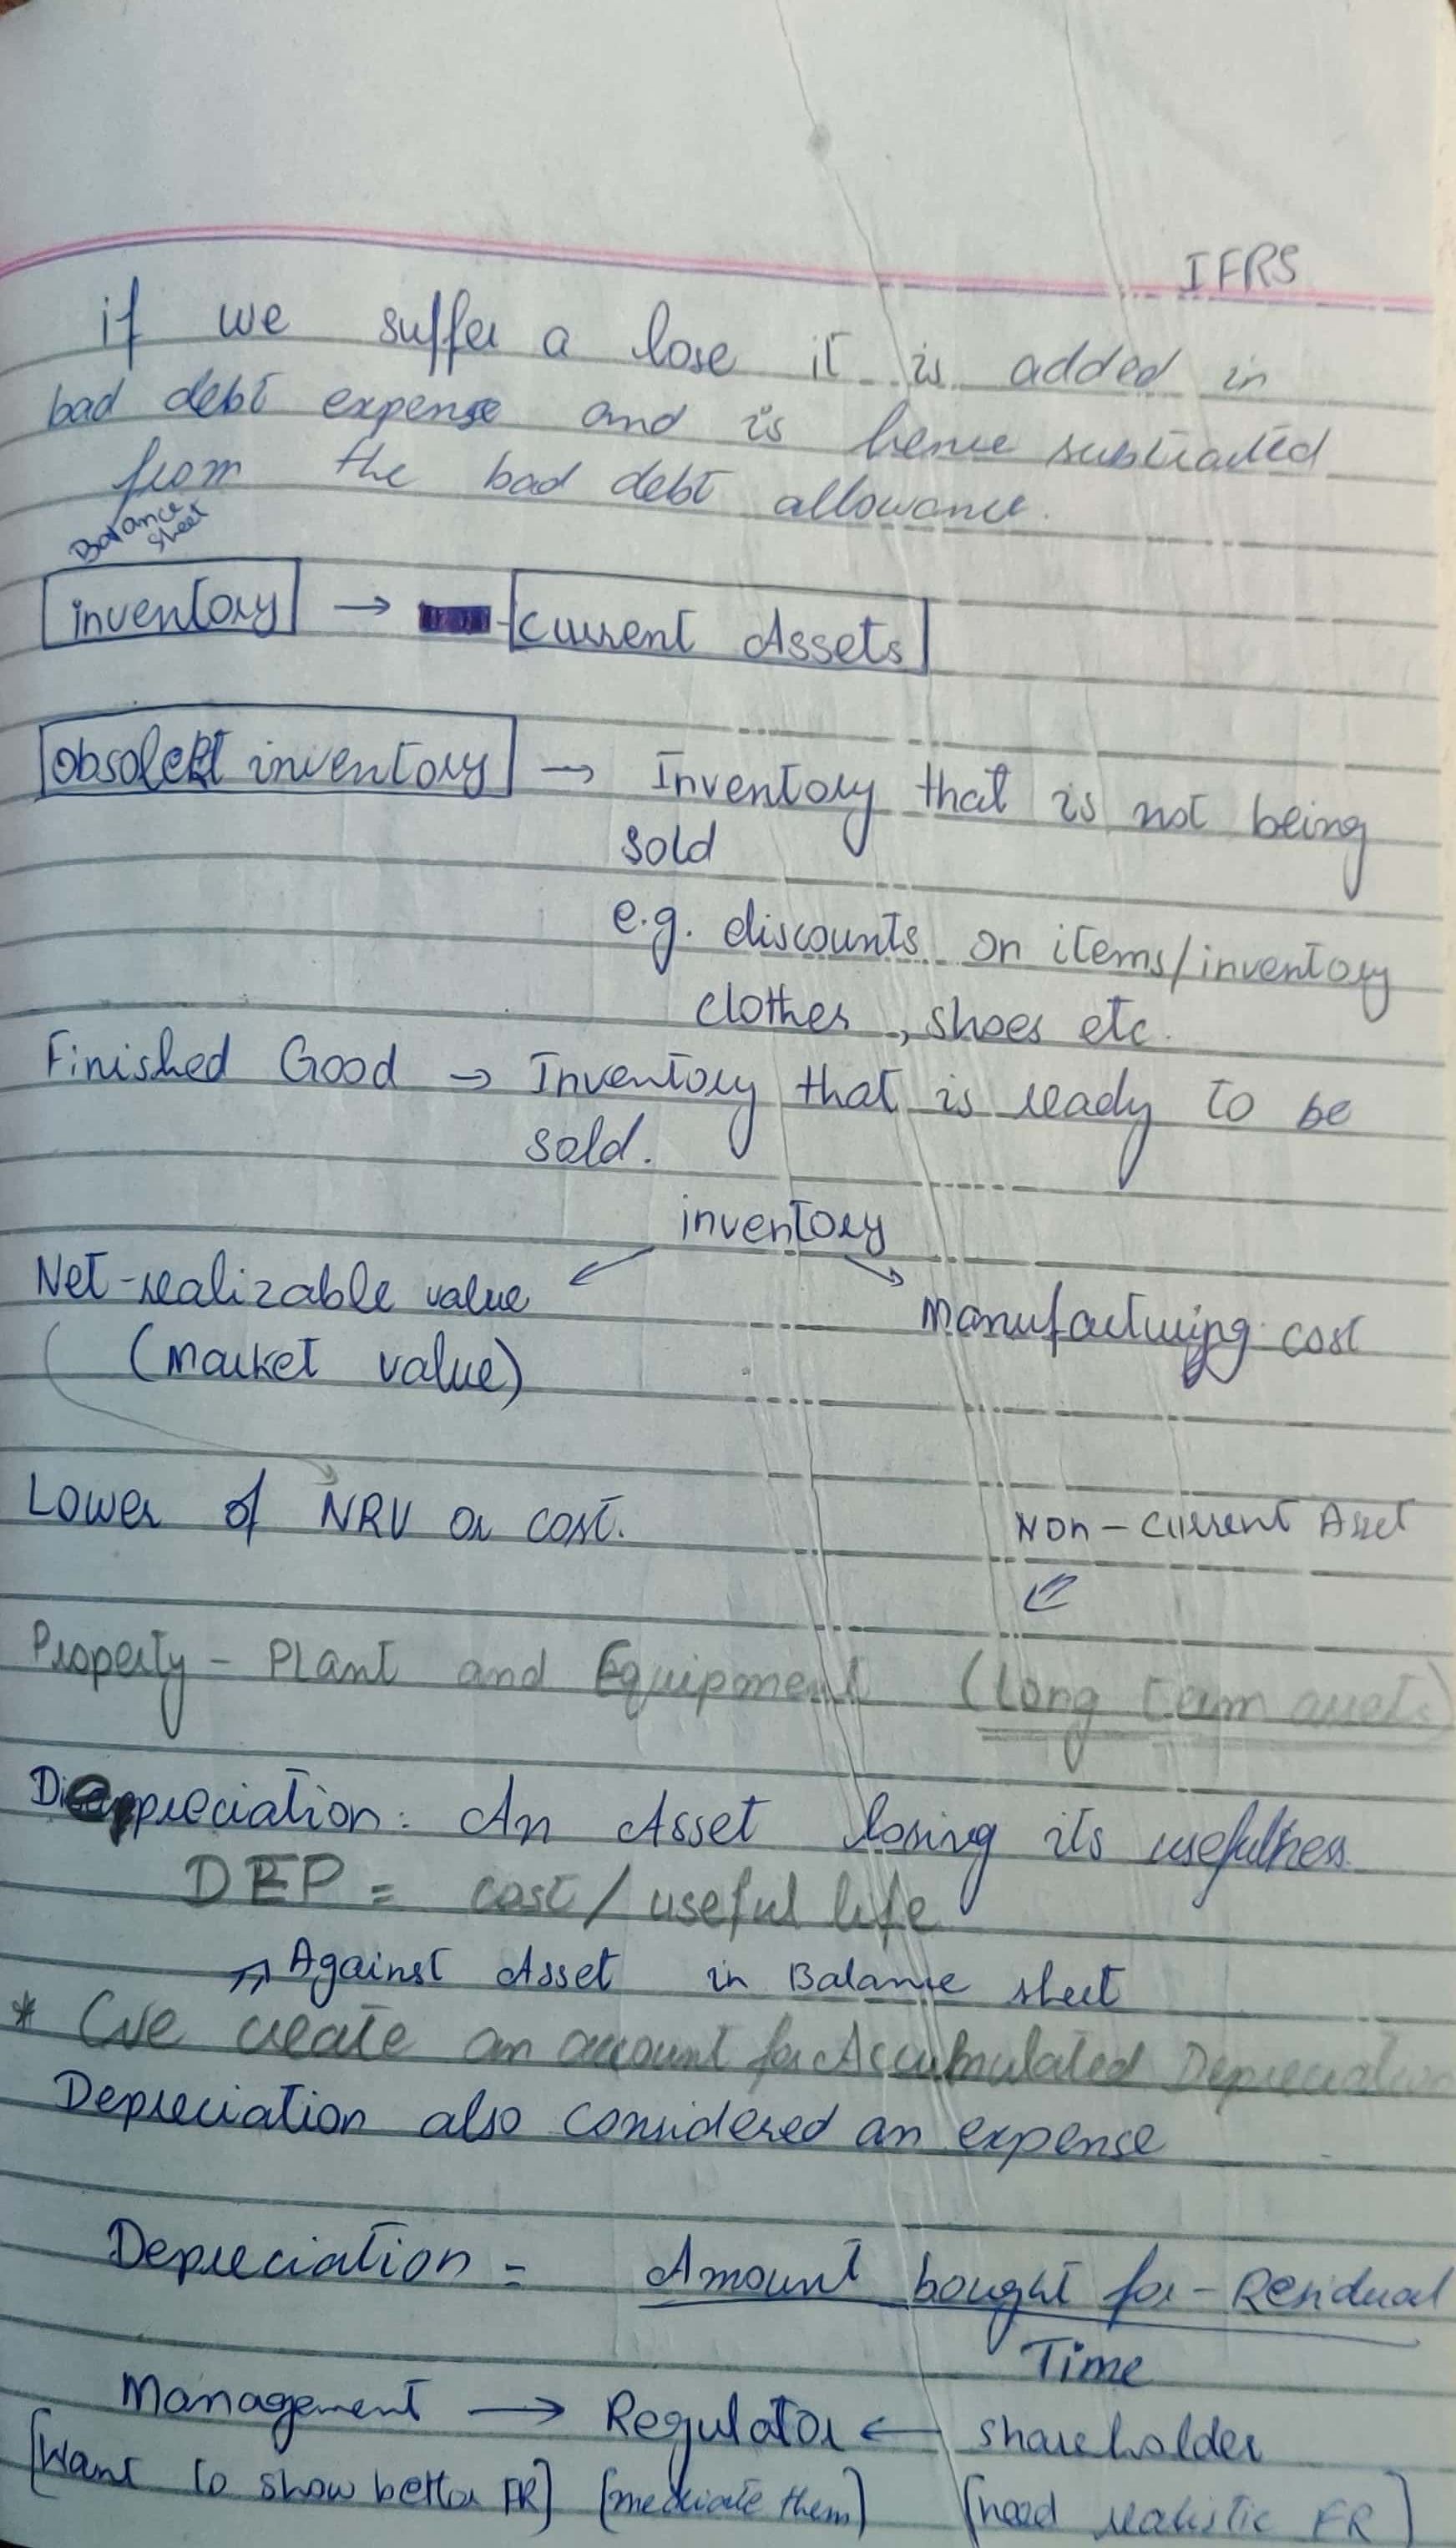 IFRS
if we suffer a lose it is added in
bad debt expense and is hence subtracted
from the bad debt allowance.
Balance
sheet
inventory → current Assets
obsolete inventory → Inventory that is not being
sold
e.g. discounts on items/inventory
clothes, shoes etc.
Finished Good → Inventory that is ready to be
sold.
inventory
Net-realizable value
manufacturing cost
(market value)
Lower of NRV or cost.
Non-current Asset
Property - Plant and Equipment (long term assets)
Depreciation: An Asset losing its usefulness
DEP = cost/useful life
Against Asset in Balance sheet
* We create an account for Accumulated Depreciation
Depreciation also considered an expense
Depreciation = Amount bought for - Residual
Time
Management → Regulator ← shareholder
[Want to show better FR] [mediate them] [need realistic FR]